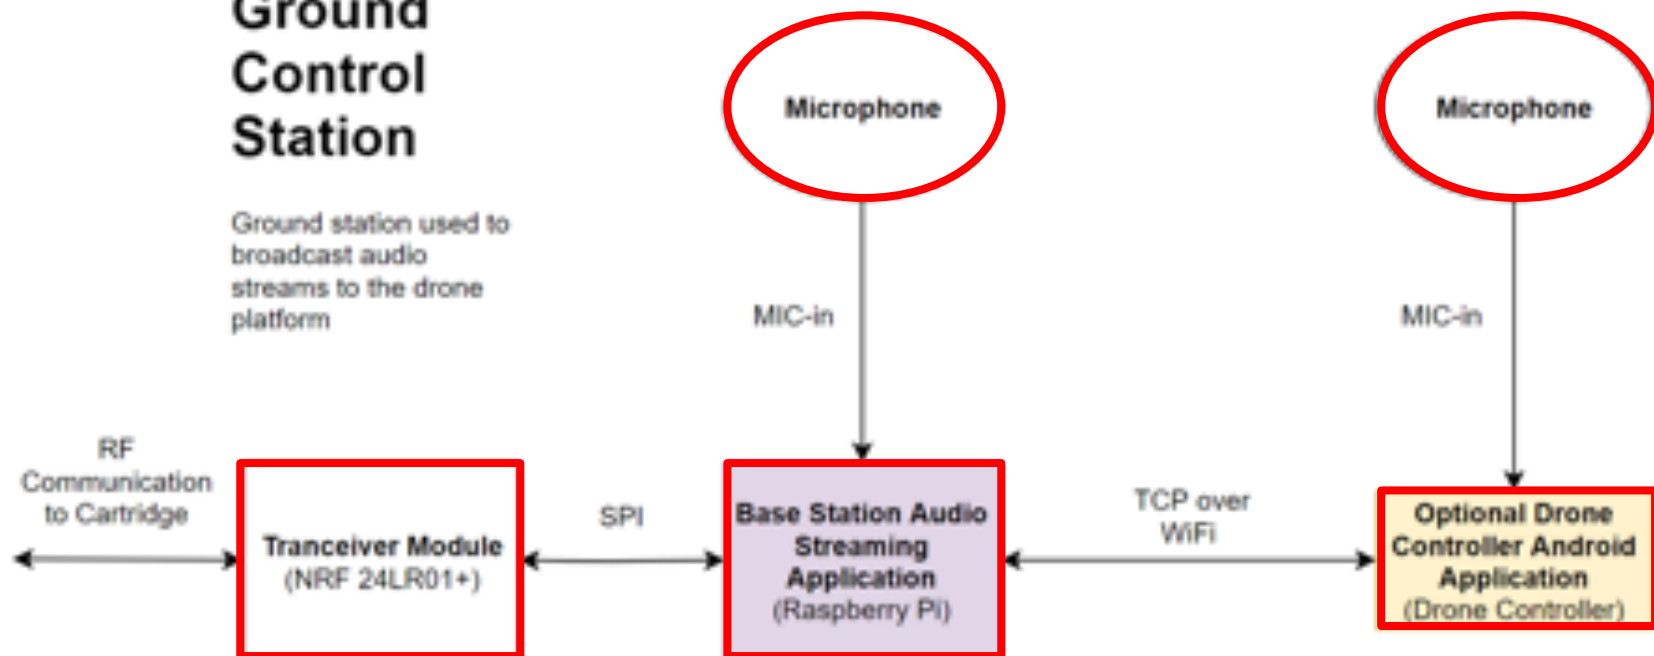 Ground
Control
Station
Ground station used to
broadcast audio
streams to the drone
platform
Microphone
Microphone
MIC-in
MIC-in
RF
Communication
to Cartridge
Tranceiver Module
(NRF 24LR01+)
SPI
Base Station Audio
Streaming
Application
(Raspberry Pi)
TCP over
WiFi
Optional Drone
Controller Android
Application
(Drone Controller)